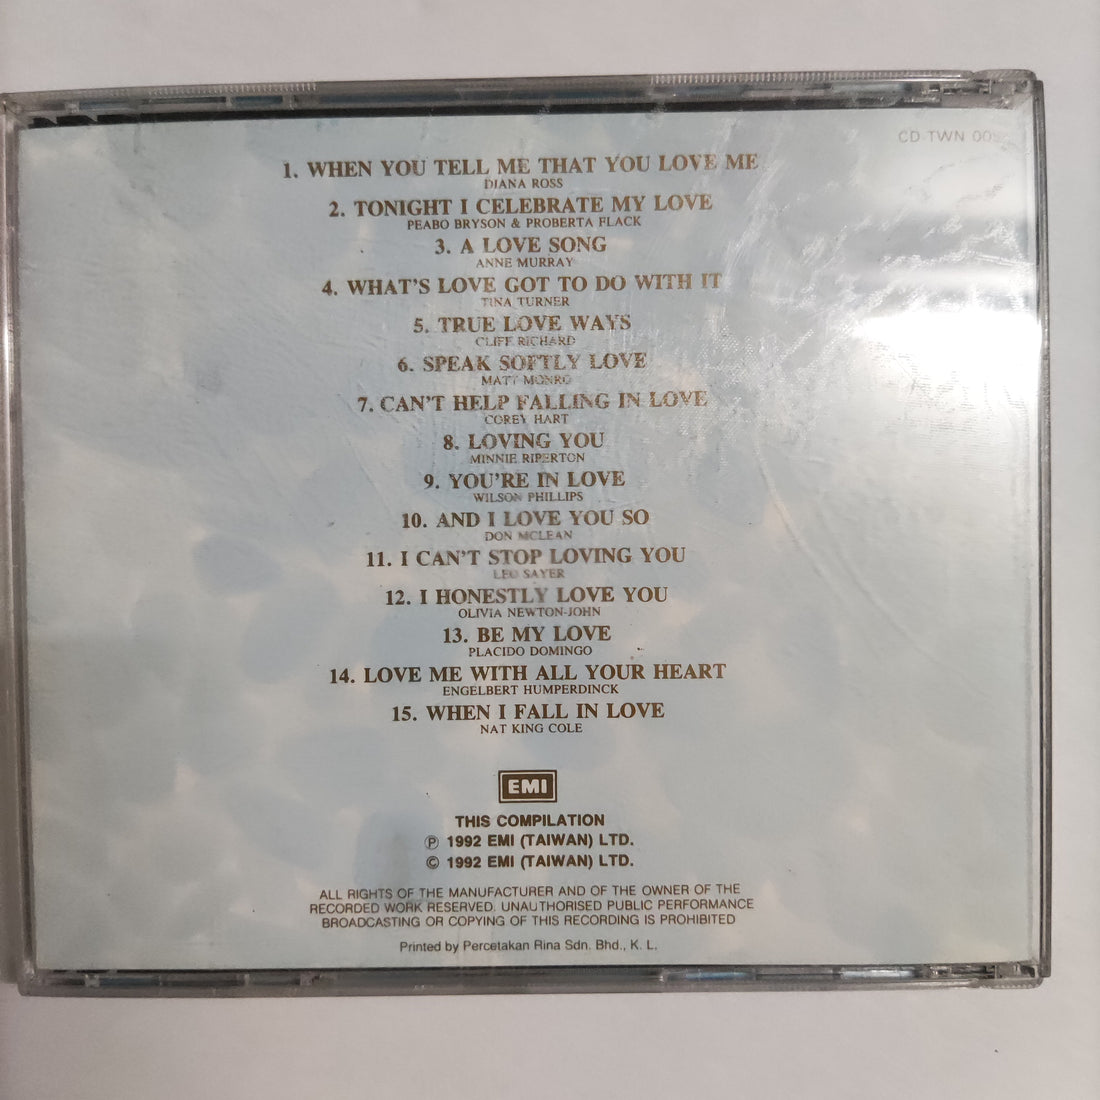 CD TWN
1. WHEN YOU TELL ME THAT YOU LOVE ME
DIANA ROSS
2. TONIGHT I CELEBRATE MY LOVE
PEABO BRYSON & PROBERTA FLACK
3. A LOVE SONG
ANNE MURRAY
4. WHAT'S LOVE GOT TO DO WITH IT
TINA TURNER
5. TRUE LOVE WAYS
CLIFF RICHARD
6. SPEAK SOFTLY LOVE
MATT MONRO
7. CAN'T HELP FALLING IN LOVE
COREY HART
8. LOVING YOU
MINNIE RIPERTON
9. YOU'RE IN LOVE
WILSON PHILLIPS
10. AND I LOVE YOU SO
DON MCLEAN
11. I CAN'T STOP LOVING YOU
LEO SAYER
12. I HONESTLY LOVE YOU
OLIVIA NEWTON-JOHN
13. BE MY LOVE
PLACIDO DOMINGO
14. LOVE ME WITH ALL YOUR HEART
ENGELBERT HUMPERDINCK
15. WHEN I FALL IN LOVE
NAT KING COLE
EMI
THIS COMPILATION
Ⓟ 1992 EMI (TAIWAN) LTD.
© 1992 EMI (TAIWAN) LTD.
ALL RIGHTS OF THE MANUFACTURER AND OF THE OWNER OF THE
RECORDED WORK RESERVED. UNAUTHORISED PUBLIC PERFORMANCE
BROADCASTING OR COPYING OF THIS RECORDING IS PROHIBITED
Printed by Percetakan Rina Sdn. Bhd., K. L.